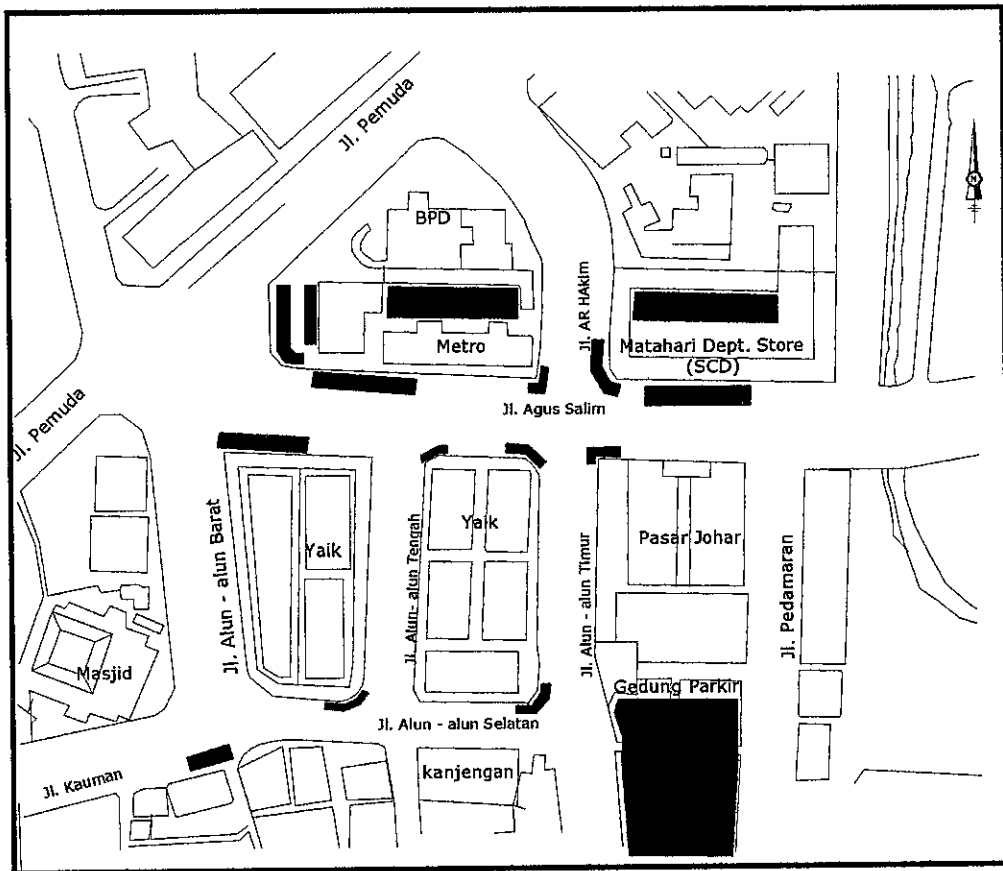 Jl. Pemuda
BPD
N
Jl. AR HAkim
Metro
Matahari Dept. Store
(SCD)
Jl. Agus Salim
Jl. Pemuda
Jl. Alun - alun Barat
Yaik
Jl. Alun- alun Tengah
Yaik
Jl. Alun - alun Timur
Pasar Johar
Jl. Pedamaran
Masjid
Gedung Parkir
Jl. Alun - alun Selatan
Jl. Kauman
kanjengan